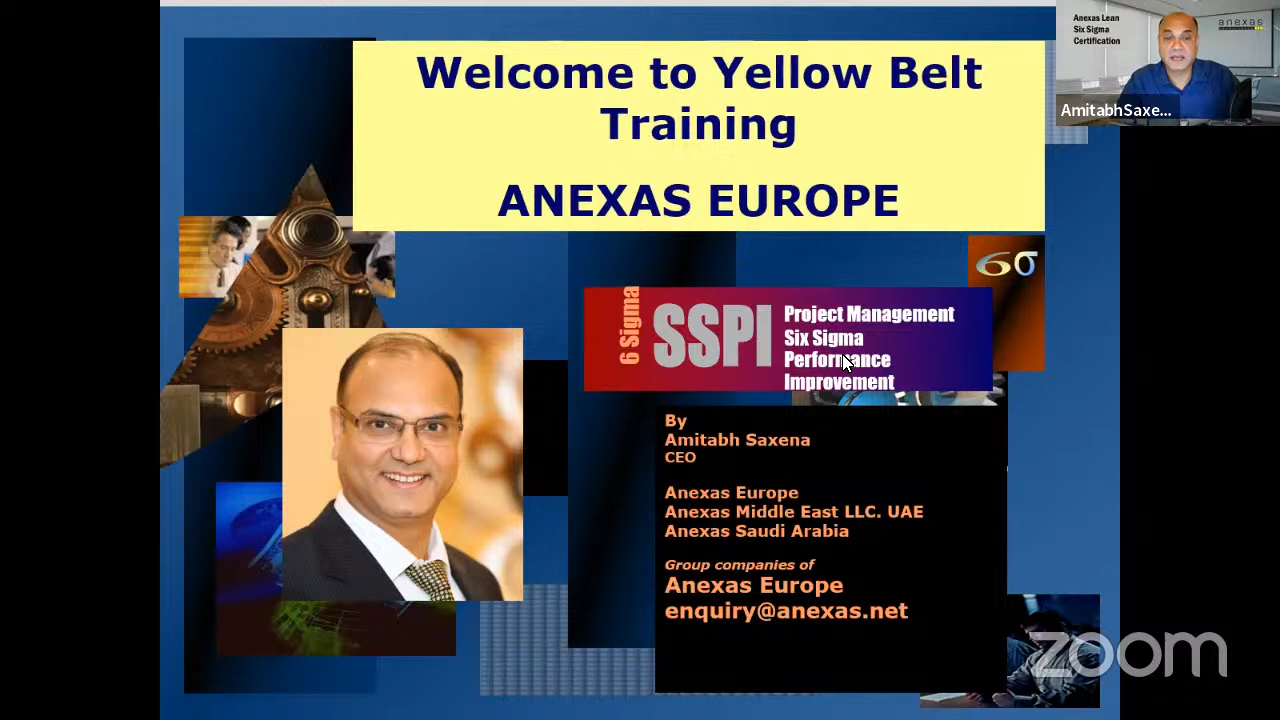 Welcome to Yellow Belt
Training
ANEXAS EUROPE
Anexas Lean
Six Sigma
Certification
anexas
AmitabhSaxe...
6σ
6 Sigma
SSPI
Project Management
Six Sigma
Performance
Improvement
By
Amitabh Saxena
CEO
Anexas Europe
Anexas Middle East LLC. UAE
Anexas Saudi Arabia
Group companies of
Anexas Europe
enquiry@anexas.net
zoom